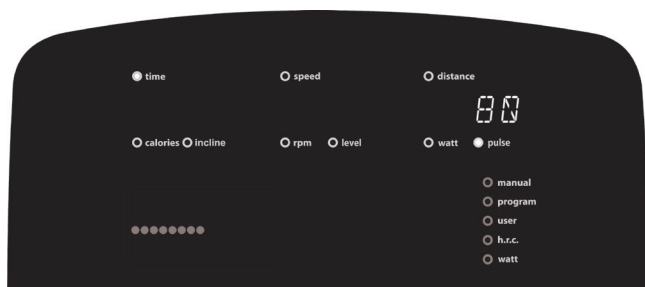 time speed distance
80
calories incline rpm level watt pulse
manual
program
user
h.r.c.
watt